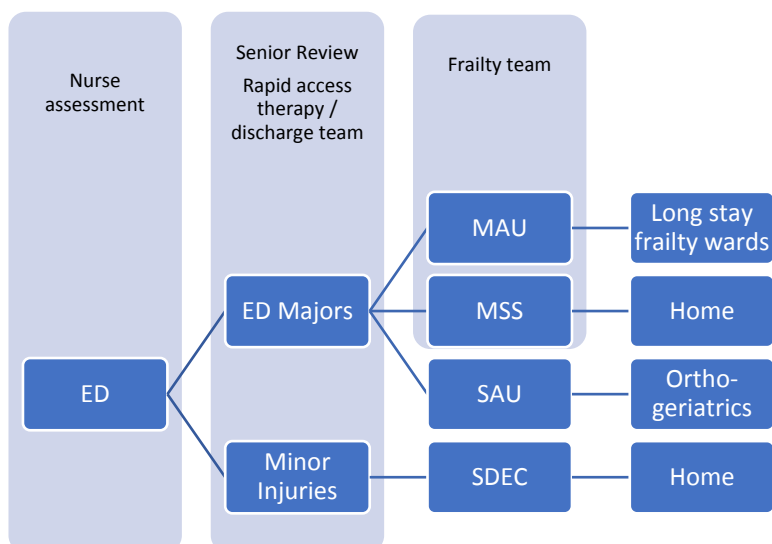 Nurse
assessment
Senior Review
Rapid access
therapy /
discharge team
Frailty team
MAU
Long stay
frailty wards
ED Majors
MSS
Home
ED
SAU
Ortho-
geriatrics
Minor
Injuries
SDEC
Home